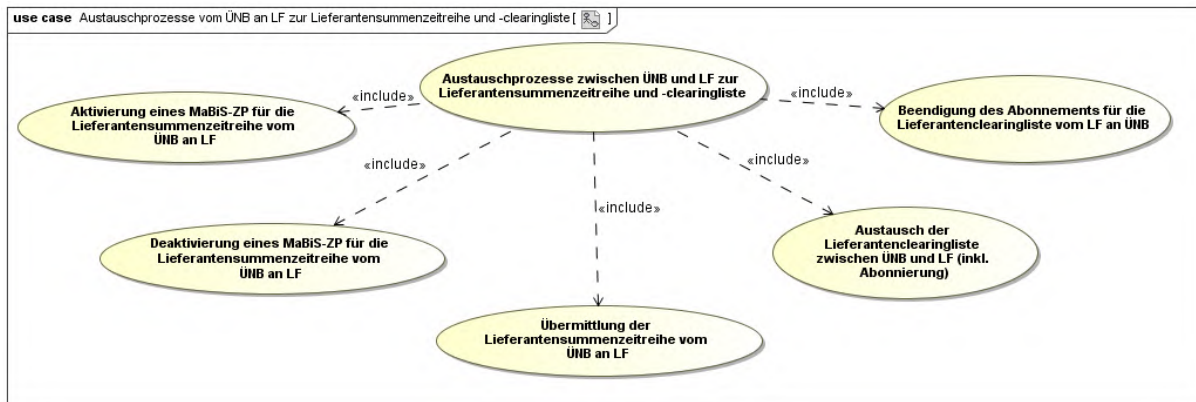 use case Austauschprozesse vom ÜNB an LF zur Lieferantensummenzeitreihe und -clearingliste [ ]
Austauschprozesse zwischen ÜNB und LF zur
Lieferantensummenzeitreihe und -clearingliste
«include»
«include»
«include»
«include»
«include»
Aktivierung eines MaBiS-ZP für die
Lieferantensummenzeitreihe vom
ÜNB an LF
Beendigung des Abonnements für die
Lieferantenclearingliste vom LF an ÜNB
Deaktivierung eines MaBiS-ZP für die
Lieferantensummenzeitreihe vom
ÜNB an LF
Austausch der
Lieferantenclearingliste
zwischen ÜNB und LF (inkl.
Abonnierung)
Übermittlung der
Lieferantensummenzeitreihe vom
ÜNB an LF